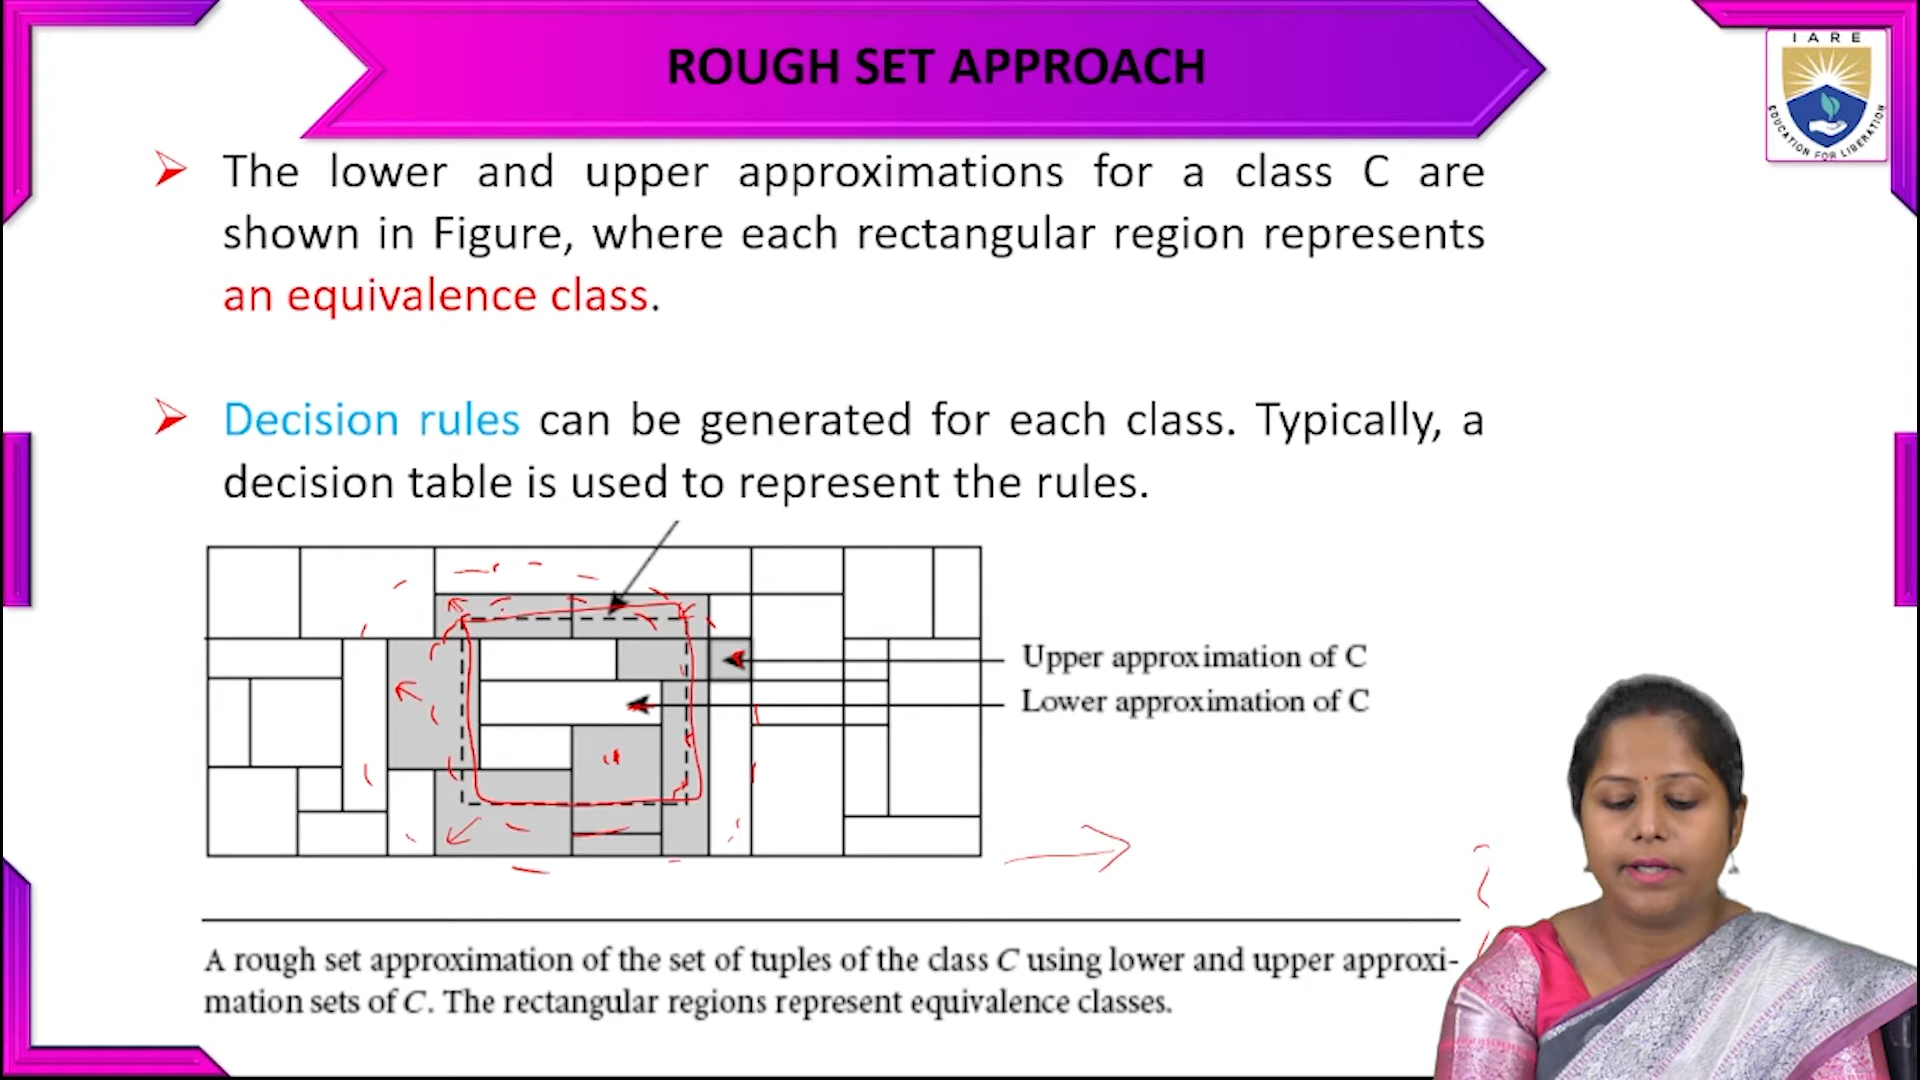 ROUGH SET APPROACH
I A R E
EDUCATION FOR LIBERATION
The lower and upper approximations for a class C are
shown in Figure, where each rectangular region represents
an equivalence class.
Decision rules can be generated for each class. Typically, a
decision table is used to represent the rules.
Upper approximation of C
Lower approximation of C
A rough set approximation of the set of tuples of the class C using lower and upper approxi-
mation sets of C. The rectangular regions represent equivalence classes.